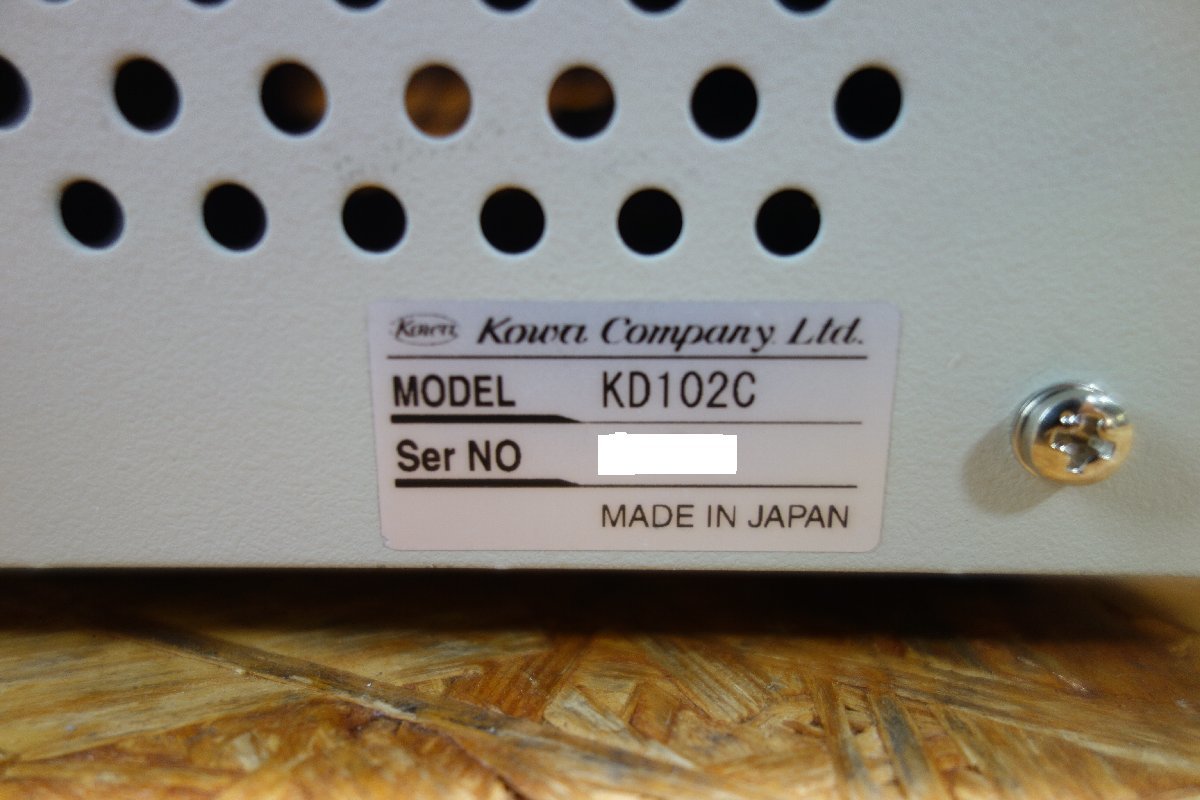 Kowa Kowa Company Ltd.
MODEL KD102C
Ser NO
MADE IN JAPAN